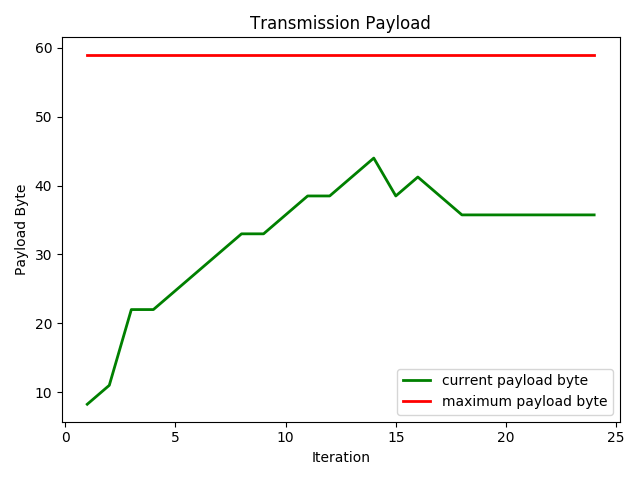 Transmission Payload
60
50
40
30
20
10
Payload Byte
0
5
10
15
20
25
Iteration
current payload byte
maximum payload byte